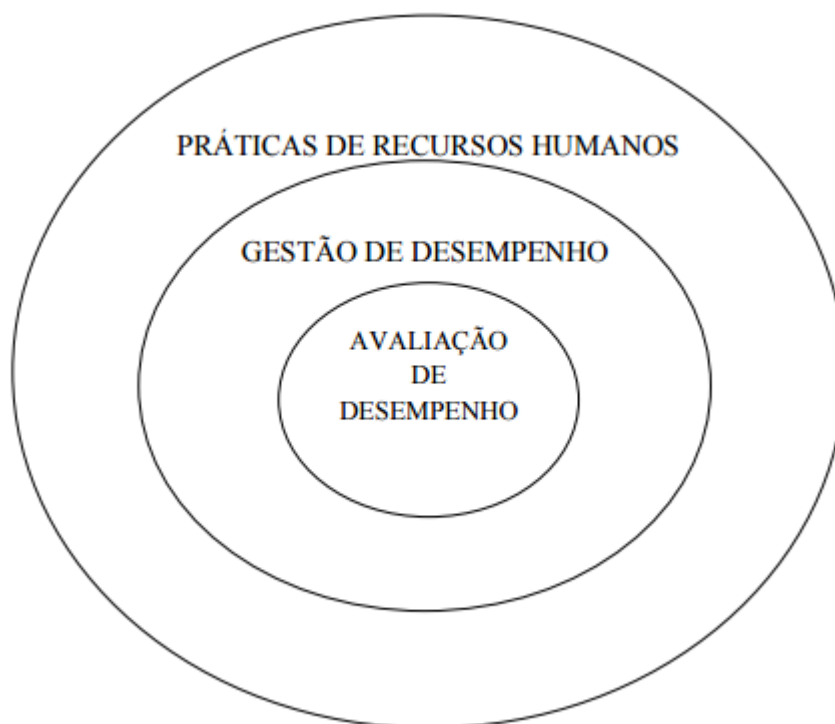 PRÁTICAS DE RECURSOS HUMANOS
GESTÃO DE DESEMPENHO
AVALIAÇÃO
DE
DESEMPENHO